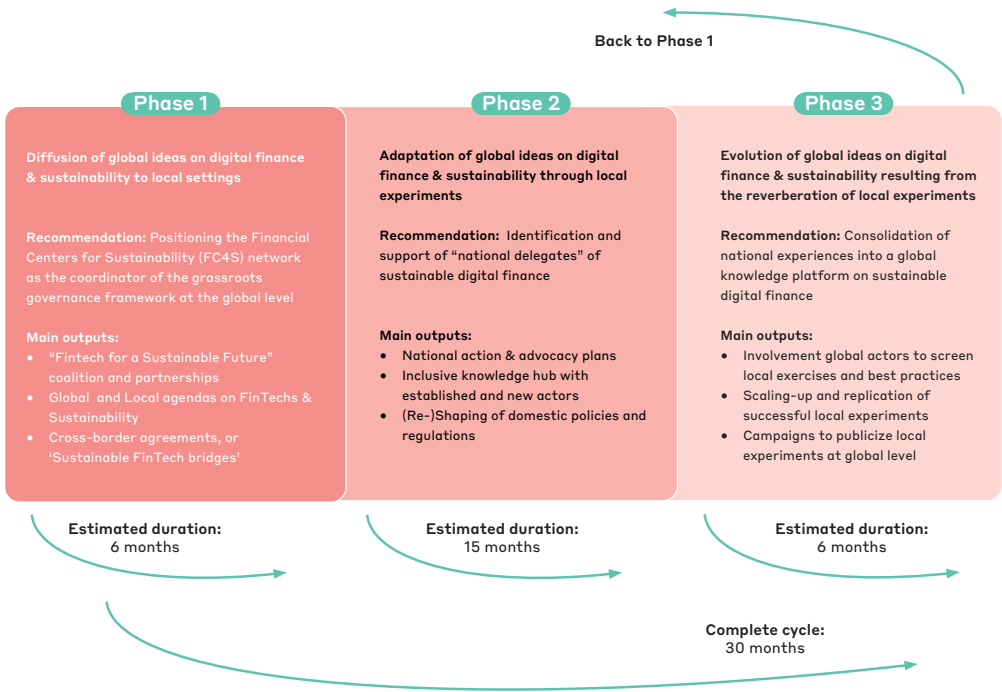 Back to Phase 1
Phase 1
Diffusion of global ideas on digital finance
& sustainability to local settings
Recommendation: Positioning the Financial
Centers for Sustainability (FC4S) network
as the coordinator of the grassroots
governance framework at the global level
Main outputs:
• “Fintech for a Sustainable Future”
coalition and partnerships
• Global and Local agendas on FinTechs &
Sustainability
• Cross-border agreements, or
‘Sustainable FinTech bridges’
Phase 2
Adaptation of global ideas on digital
finance & sustainability through local
experiments
Recommendation: Identification and
support of “national delegates” of
sustainable digital finance
Main outputs:
• National action & advocacy plans
• Inclusive knowledge hub with
established and new actors
• (Re-)Shaping of domestic policies and
regulations
Phase 3
Evolution of global ideas on digital
finance & sustainability resulting from
the reverberation of local experiments
Recommendation: Consolidation of
national experiences into a global
knowledge platform on sustainable
digital finance
Main outputs:
• Involvement global actors to screen
local exercises and best practices
• Scaling-up and replication of
successful local experiments
• Campaigns to publicize local
experiments at global level
Estimated duration:
6 months
Estimated duration:
15 months
Estimated duration:
6 months
Complete cycle:
30 months